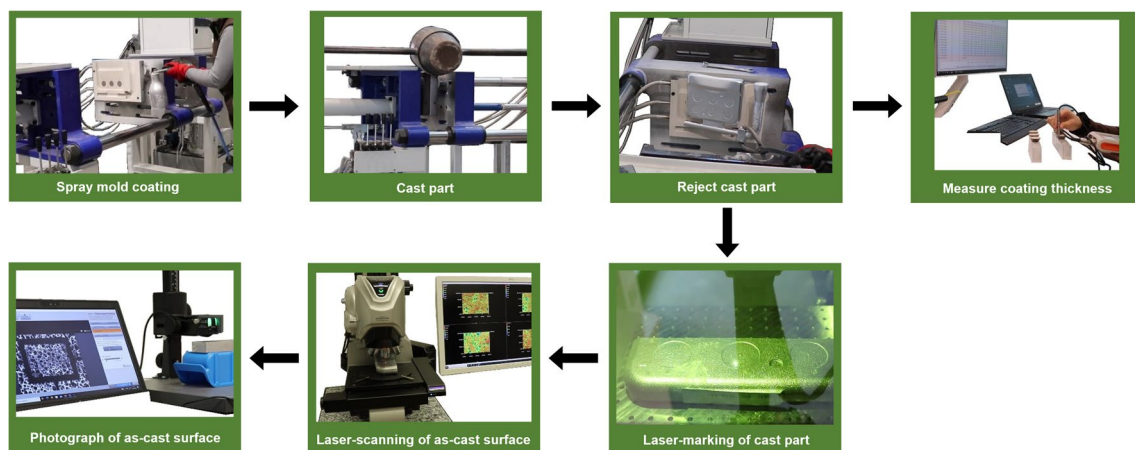 Spray mold coating
Cast part
Reject cast part
Measure coating thickness
Photograph of as-cast surface
Laser-scanning of as-cast surface
Laser-marking of cast part